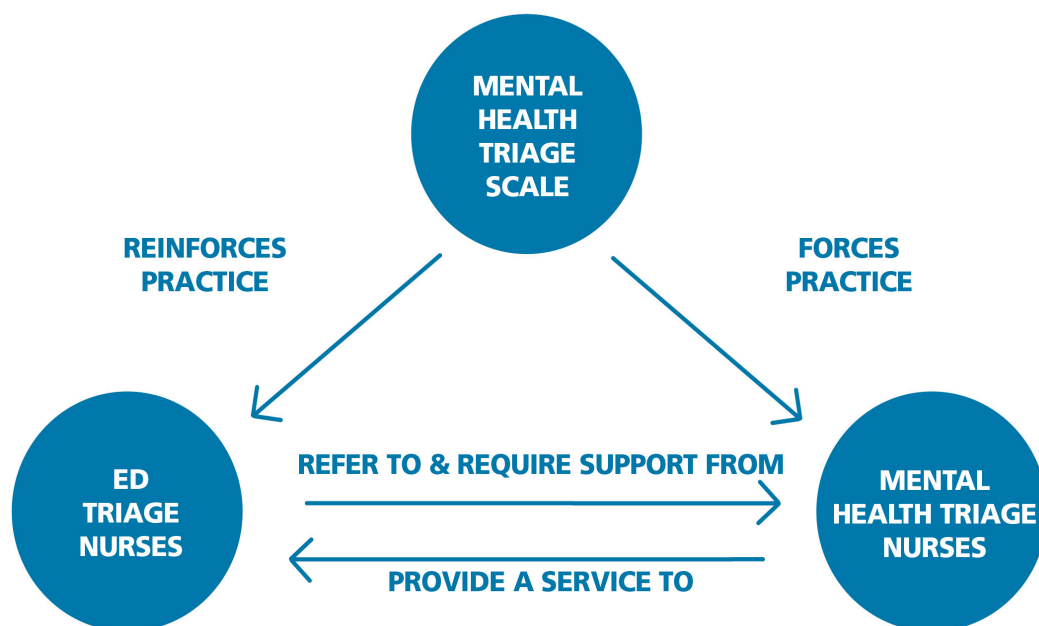 MENTAL
HEALTH
TRIAGE
SCALE
REINFORCES
PRACTICE
FORCES
PRACTICE
ED
TRIAGE
NURSES
REFER TO & REQUIRE SUPPORT FROM
PROVIDE A SERVICE TO
MENTAL
HEALTH TRIAGE
NURSES